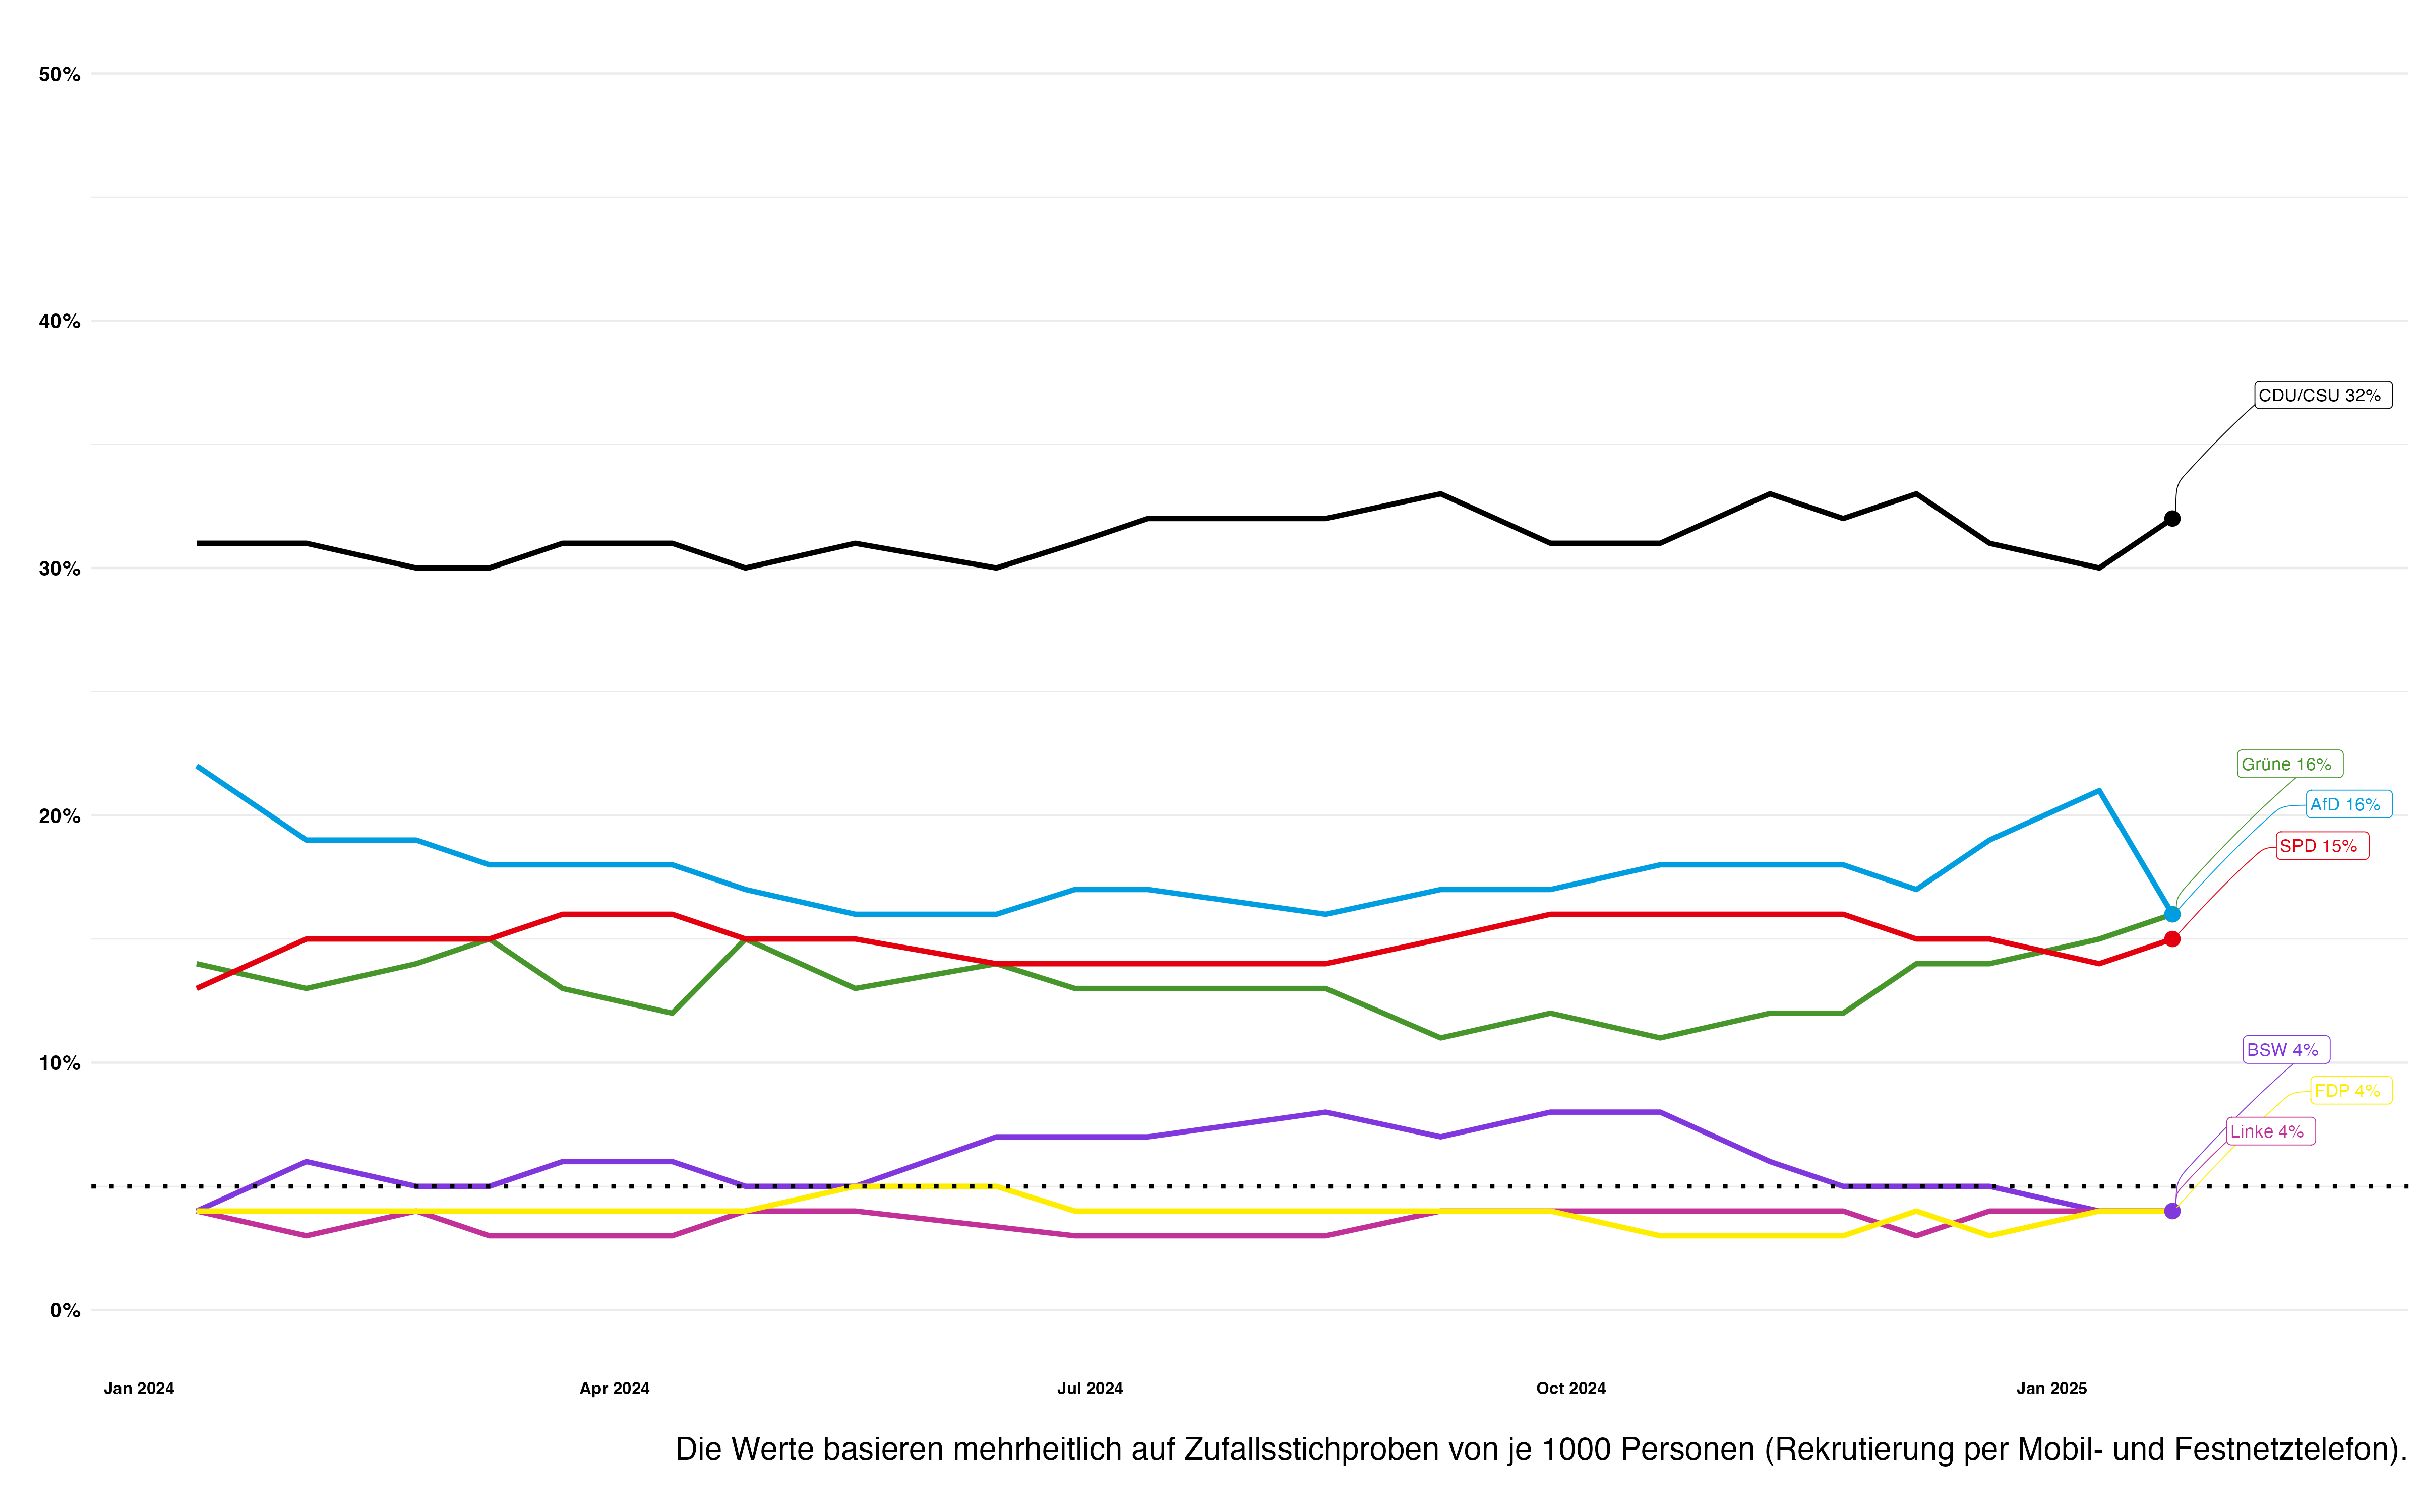 50%
40%
CDU/CSU 32%
30%
Grüne 16%
AfD 16%
20%
SPD 15%
BSW 4%
10%
FDP 4%
Linke 4%
0%
Jan 2024 Apr 2024 Jul 2024 Oct 2024 Jan 2025
Die Werte basieren mehrheitlich auf Zufallsstichproben von je 1000 Personen (Rekrutierung per Mobil- und Festnetztelefon).